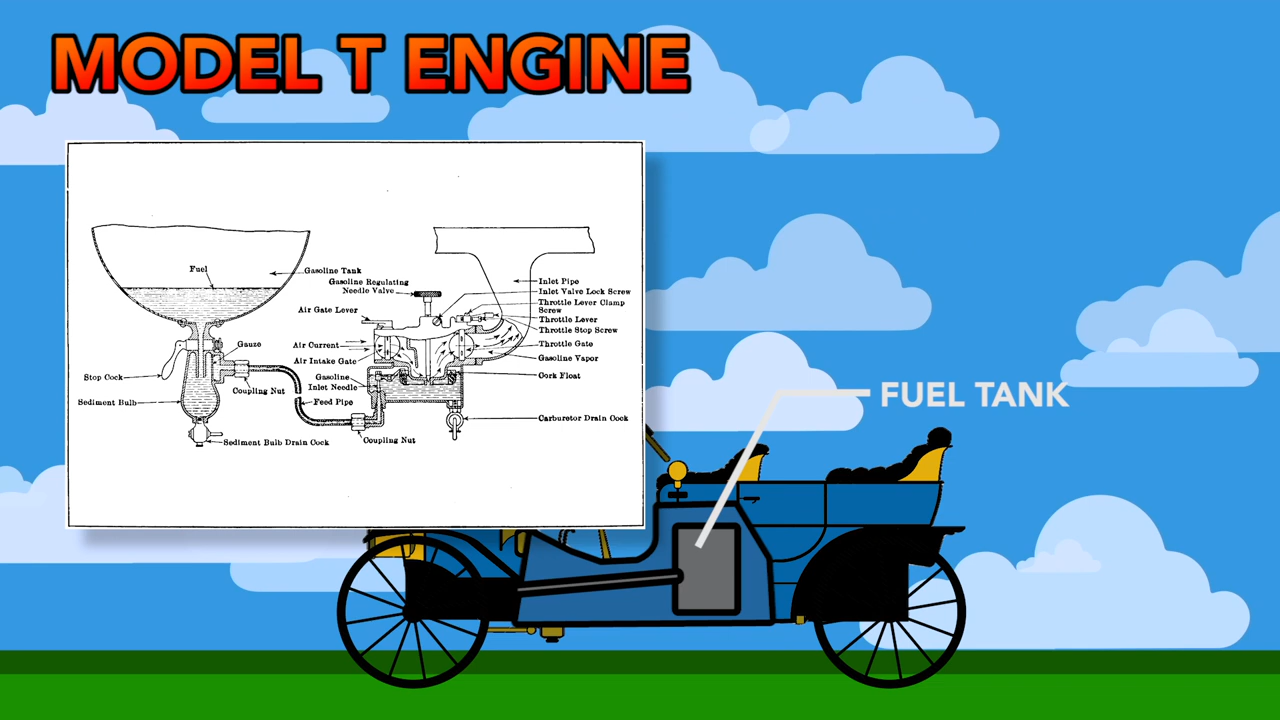 MODEL T ENGINE
Fuel
Gasoline Tank
Gasoline Regulating
Needle Valve
Air Gate Lever
Air Current
Air Intake Gate
Gasoline
Inlet Needle
Feed Pipe
Coupling Nut
Gauze
Stop Cock
Coupling Nut
Sediment Bulb
Sediment Bulb Drain Cock
Inlet Pipe
Inlet Valve Lock Screw
Throttle Lever Clamp
Screw
Throttle Lever
Throttle Stop Screw
Throttle Gate
Gasoline Vapor
Cork Float
Carburetor Drain Cock
FUEL TANK